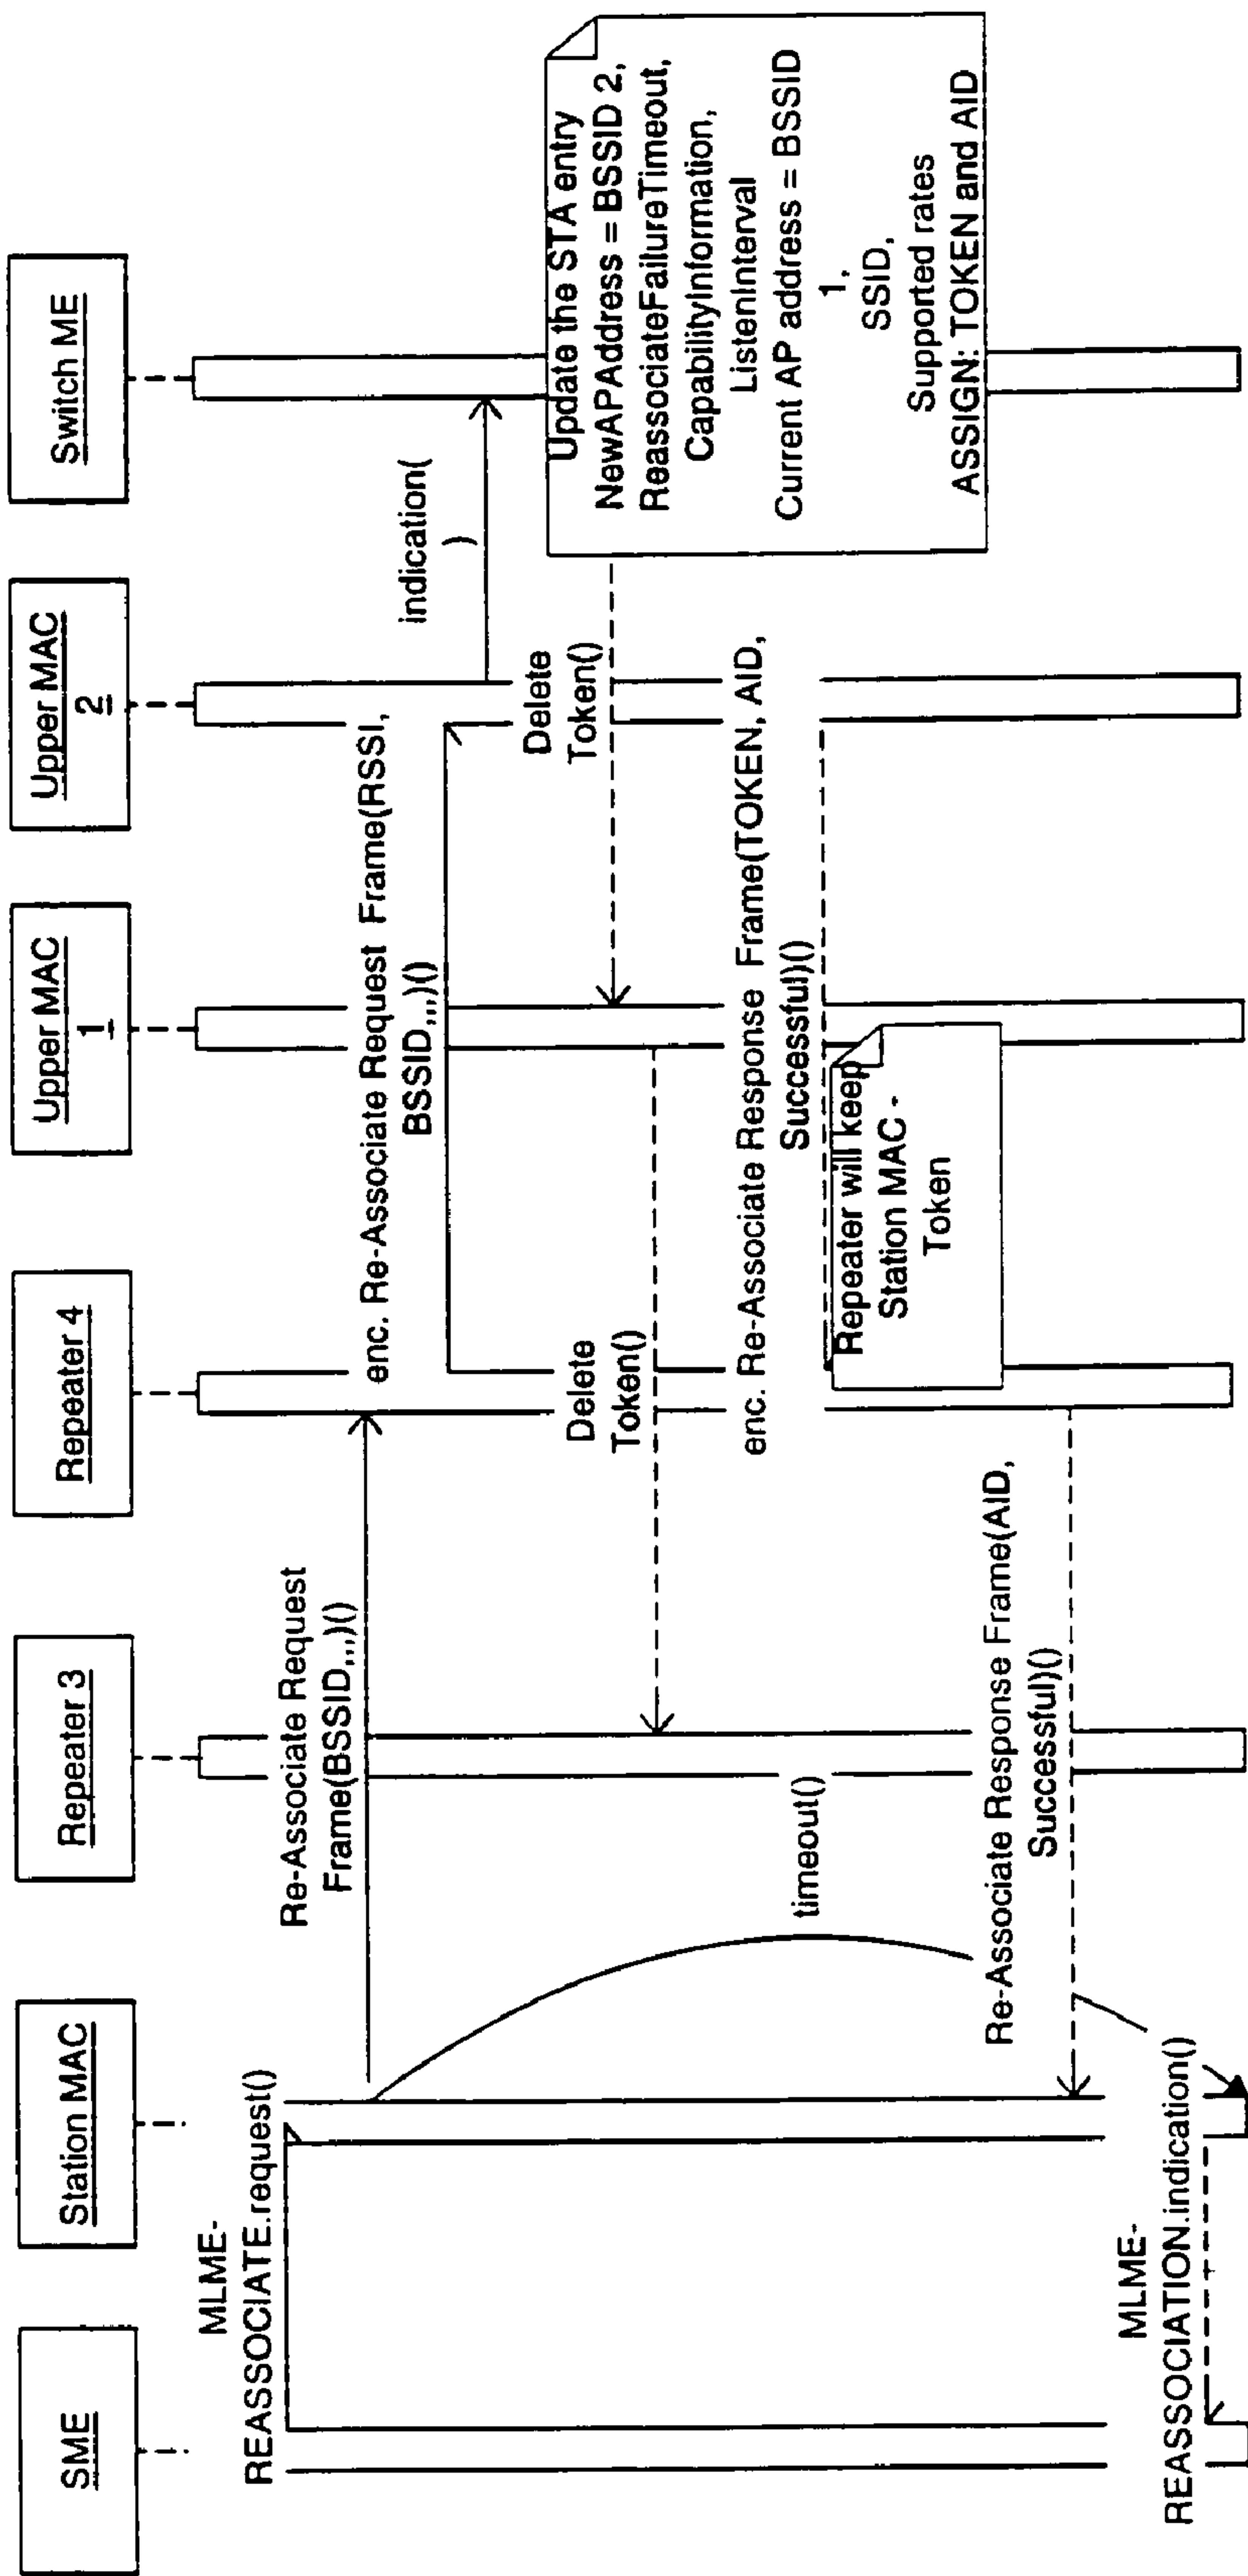 SME
Station MAC
Repeater 3
Repeater 4
Upper MAC
1
Upper MAC
2
Switch ME
MLME-
REASSOCIATE.request()
Re-Associate Request
Frame(BSSID,,,)()
enc. Re-Associate Request Frame(RSSI,
BSSID,,,)()
indication(
)
Update the STA entry
NewAPAddress = BSSID 2,
ReassociateFailureTimeout,
CapabilityInformation,
ListenInterval
Current AP address = BSSID
1,
SSID,
Supported rates
ASSIGN: TOKEN and AID
Delete
Token()
Delete
Token()
enc. Re-Associate Response Frame(TOKEN, AID,
Successful)()
Repeater will keep
Station MAC -
Token
timeout()
Re-Associate Response Frame(AID,
Successful)()
MLME-
REASSOCIATION.indication()